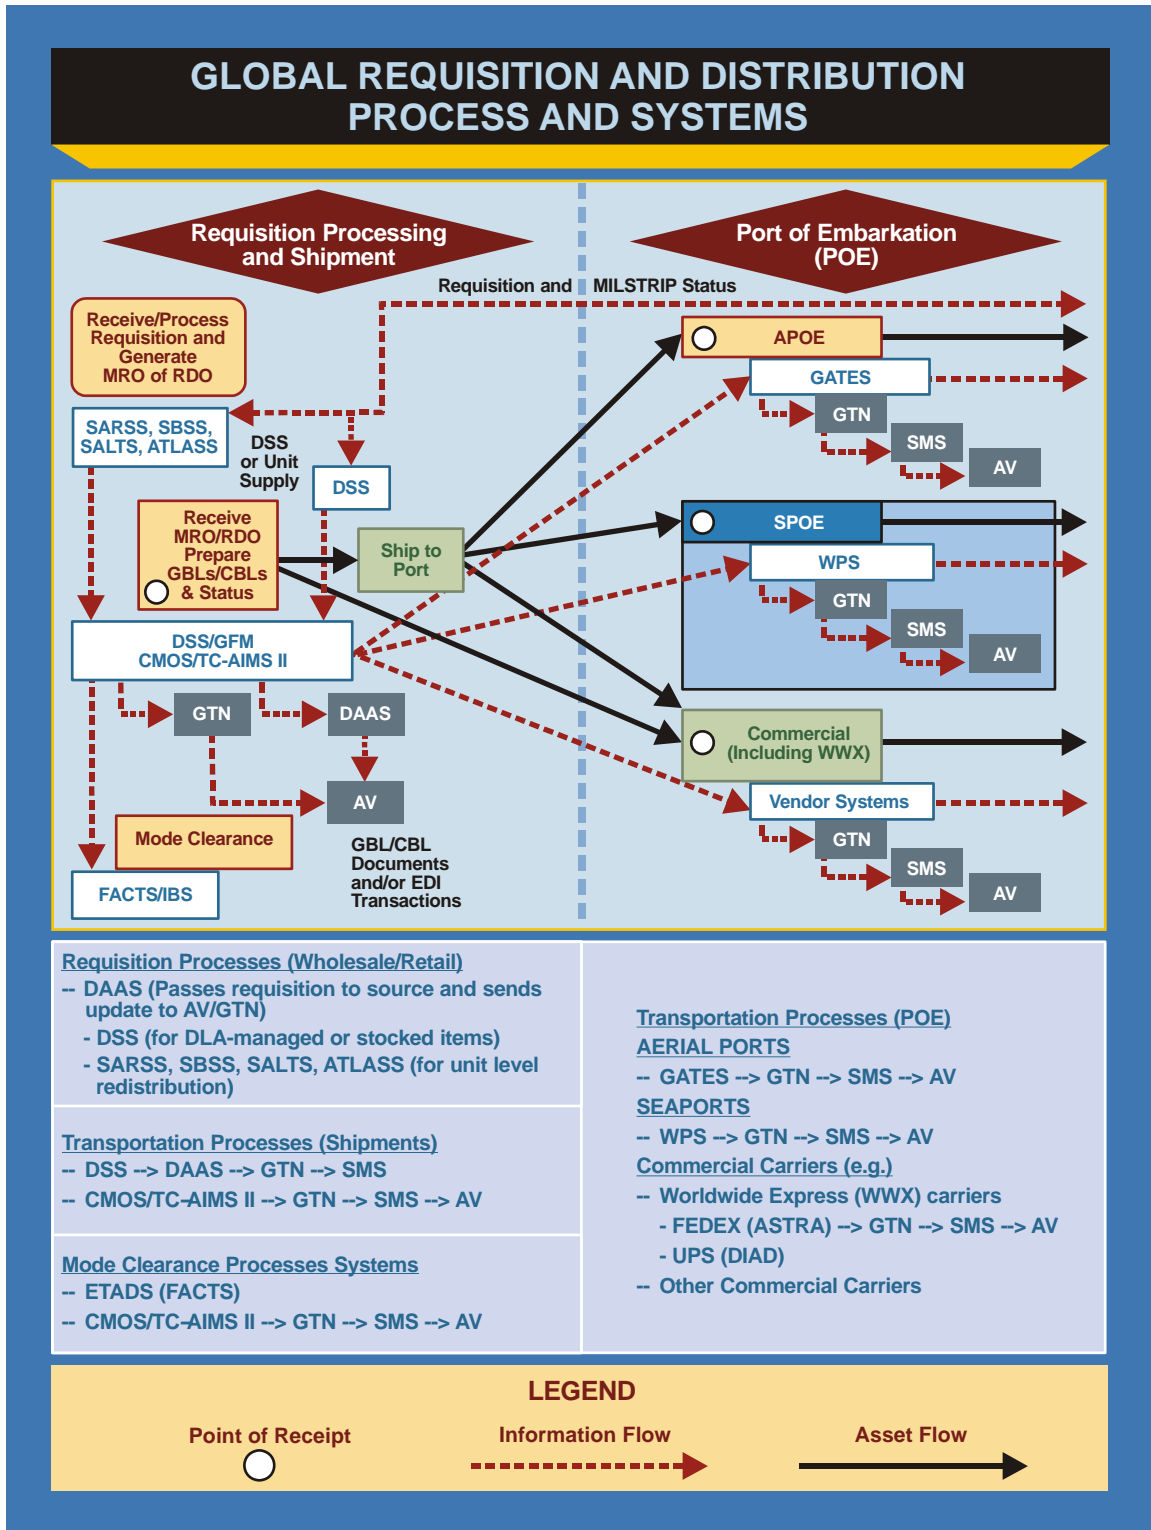 GLOBAL REQUISITION AND DISTRIBUTION
PROCESS AND SYSTEMS
Requisition Processing
and Shipment
Port of Embarkation
(POE)
Requisition and MILSTRIP Status
Receive/Process
Requisition and
Generate
MRO of RDO
SARSS, SBSS,
SALTS, ATLASS
DSS
or Unit
Supply
DSS
Receive
MRO/RDO
Prepare
GBLs/CBLs
& Status
Ship to
Port
DSS/GFM
CMOS/TC-AIMS II
GTN
DAAS
AV
Mode Clearance
FACTS/IBS
GBL/CBL
Documents
and/or EDI
Transactions
APOE
GATES
GTN
SMS
AV
SPOE
WPS
GTN
SMS
AV
Commercial
(Including WWX)
Vendor Systems
GTN
SMS
AV
Requisition Processes (Wholesale/Retail)
-- DAAS (Passes requisition to source and sends
update to AV/GTN)
- DSS (for DLA-managed or stocked items)
- SARSS, SBSS, SALTS, ATLASS (for unit level
redistribution)
Transportation Processes (Shipments)
-- DSS --> DAAS --> GTN --> SMS
-- CMOS/TC-AIMS II --> GTN --> SMS --> AV
Mode Clearance Processes Systems
-- ETADS (FACTS)
-- CMOS/TC-AIMS II --> GTN --> SMS --> AV
Transportation Processes (POE)
AERIAL PORTS
-- GATES --> GTN --> SMS --> AV
SEAPORTS
-- WPS --> GTN --> SMS --> AV
Commercial Carriers (e.g.)
-- Worldwide Express (WWX) carriers
- FEDEX (ASTRA) --> GTN --> SMS --> AV
- UPS (DIAD)
-- Other Commercial Carriers
LEGEND
Point of Receipt
Information Flow
Asset Flow